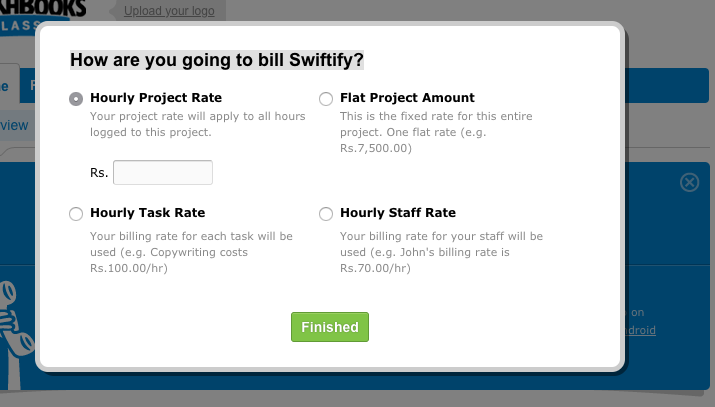 Upload your logo
How are you going to bill Swiftify?
Hourly Project Rate
Your project rate will apply to all hours
logged to this project.
Rs.
Flat Project Amount
This is the fixed rate for this entire
project. One flat rate (e.g.
Rs.7,500.00)
Hourly Task Rate
Your billing rate for each task will be
used (e.g. Copywriting costs
Rs.100.00/hr)
Hourly Staff Rate
Your billing rate for your staff will be
used (e.g. John's billing rate is
Rs.70.00/hr)
Finished
on